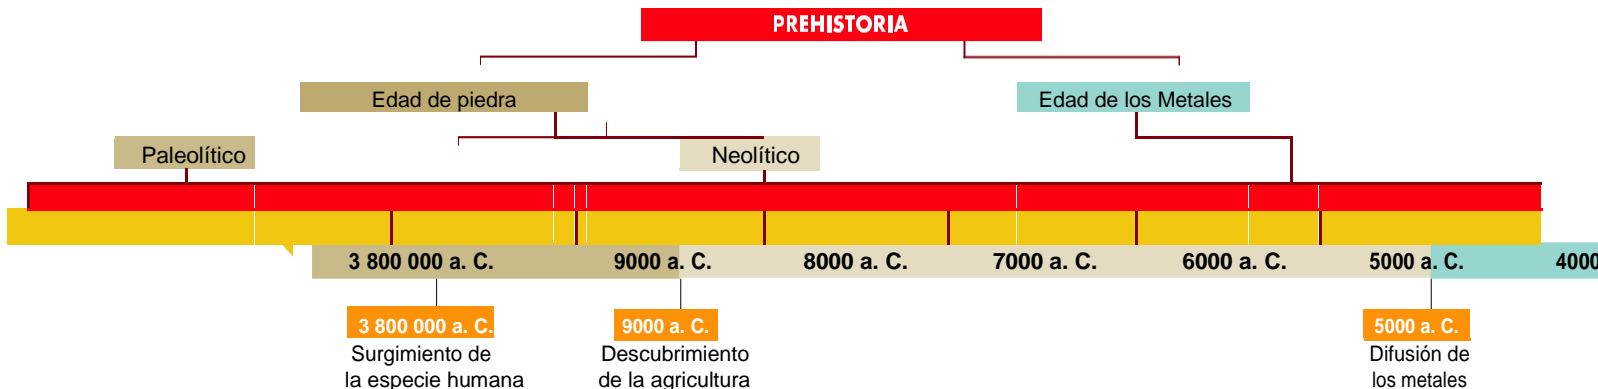 PREHISTORIA
Edad de piedra
Edad de los Metales
Paleolítico
Neolítico
3 800 000 a. C.
9000 a. C.
8000 a. C.
7000 a. C.
6000 a. C.
5000 a. C.
4000
3 800 000 a. C.
Surgimiento de
la especie humana
9000 a. C.
Descubrimiento
de la agricultura
5000 a. C.
Difusión de
los metales